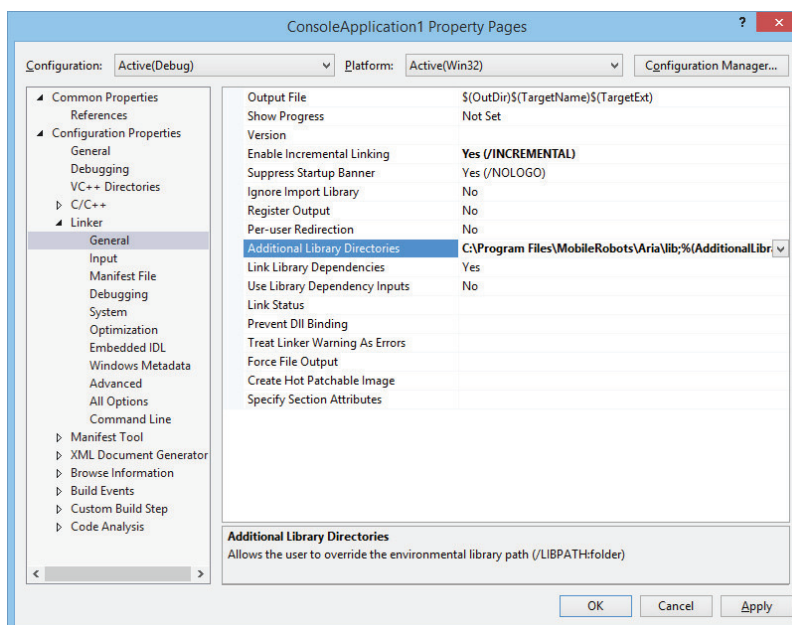 ConsoleApplication1 Property Pages
? ×
Configuration: Active(Debug) Platform: Active(Win32) Configuration Manager...
Common Properties
References
Configuration Properties
General
Debugging
VC++ Directories
C/C++
Linker
General
Input
Manifest File
Debugging
System
Optimization
Embedded IDL
Windows Metadata
Advanced
All Options
Command Line
Manifest Tool
XML Document Generator
Browse Information
Build Events
Custom Build Step
Code Analysis
Output File $(OutDir)$(TargetName)$(TargetExt)
Show Progress Not Set
Version
Enable Incremental Linking Yes (/INCREMENTAL)
Suppress Startup Banner Yes (/NOLOGO)
Ignore Import Library No
Register Output No
Per-user Redirection No
Additional Library Directories C:\Program Files\MobileRobots\Aria\lib;%(AdditionalLibr
Link Library Dependencies Yes
Use Library Dependency Inputs No
Link Status
Prevent Dll Binding
Treat Linker Warning As Errors
Force File Output
Create Hot Patchable Image
Specify Section Attributes
Additional Library Directories
Allows the user to override the environmental library path (/LIBPATH:folder)
OK Cancel Apply